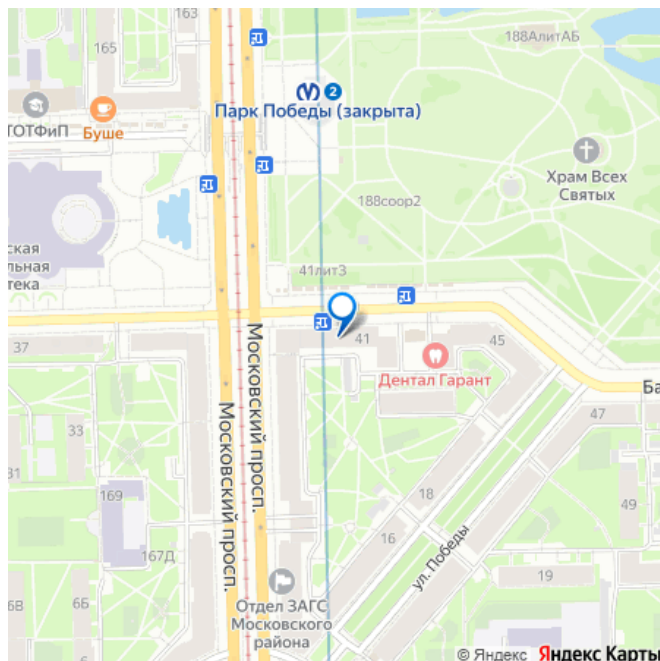 163
165
188АлитАБ
2
Парк Победы (закрыта)
ТОТФиП
Буше
Храм Всех
Святых
188соор2
ская
льная
тека
41лит3
37
41
45
Дентал Гарант
Московский просп.
Московский просп.
Ба
47
33
31
18
169
16
49
167Д
ул. Победы
19
6В
6Б
Отдел ЗАГС
Московского
района
© Яндекс Яндекс Карты